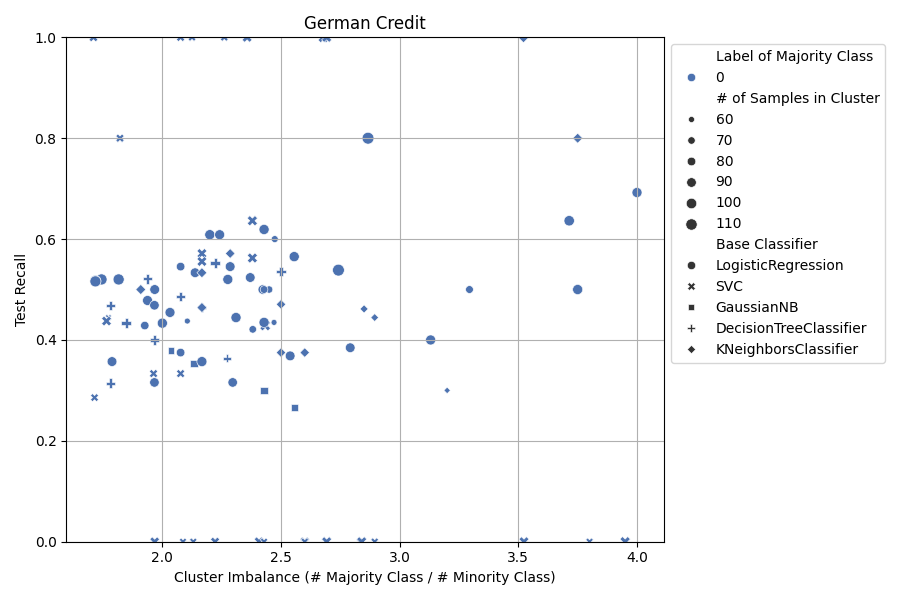 German Credit
1.0
0.8
0.6
0.4
0.2
0.0
Test Recall
2.0
2.5
3.0
3.5
4.0
Cluster Imbalance (# Majority Class / # Minority Class)
Label of Majority Class
0
# of Samples in Cluster
60
70
80
90
100
110
Base Classifier
LogisticRegression
SVC
GaussianNB
DecisionTreeClassifier
KNeighborsClassifier